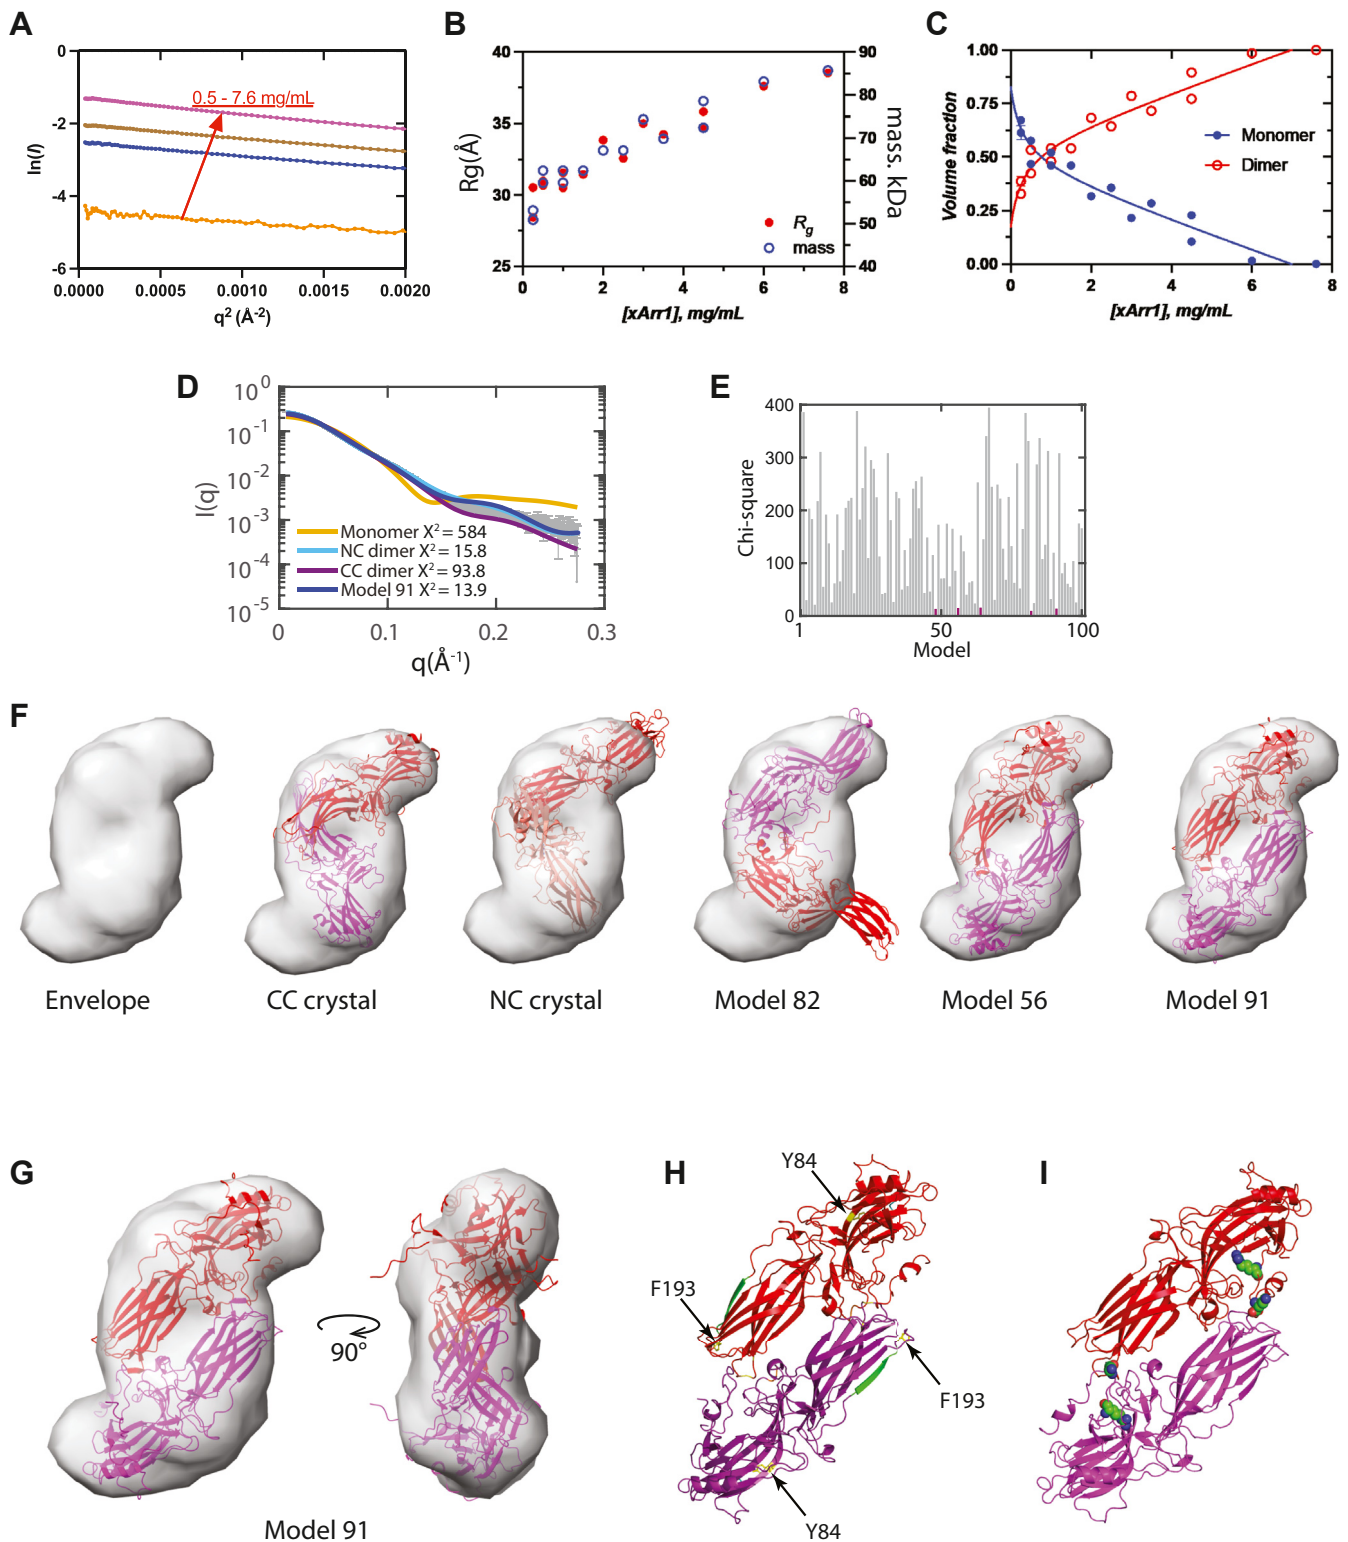 A
0
-2
-4
-6
ln(I)
0.5 - 7.6 mg/mL
0.0000
0.0005
0.0010
0.0015
0.0020
q² (Å⁻²)
B
40
35
30
25
Rg(Å)
90
80
70
60
50
40
mass. kDa
Rg
mass
0
2
4
6
8
[xArr1], mg/mL
C
1.00
0.75
0.50
0.25
0.00
Volume fraction
Monomer
Dimer
0
2
4
6
8
[xArr1], mg/mL
D
10⁰
10⁻¹
10⁻²
10⁻³
10⁻⁴
10⁻⁵
I(q)
Monomer X² = 584
NC dimer X² = 15.8
CC dimer X² = 93.8
Model 91 X² = 13.9
0
0.1
0.2
0.3
q(Å⁻¹)
E
400
300
200
100
0
Chi-square
1
50
100
Model
F
Envelope
CC crystal
NC crystal
Model 82
Model 56
Model 91
G
90°
Model 91
H
Y84
F193
F193
Y84
I